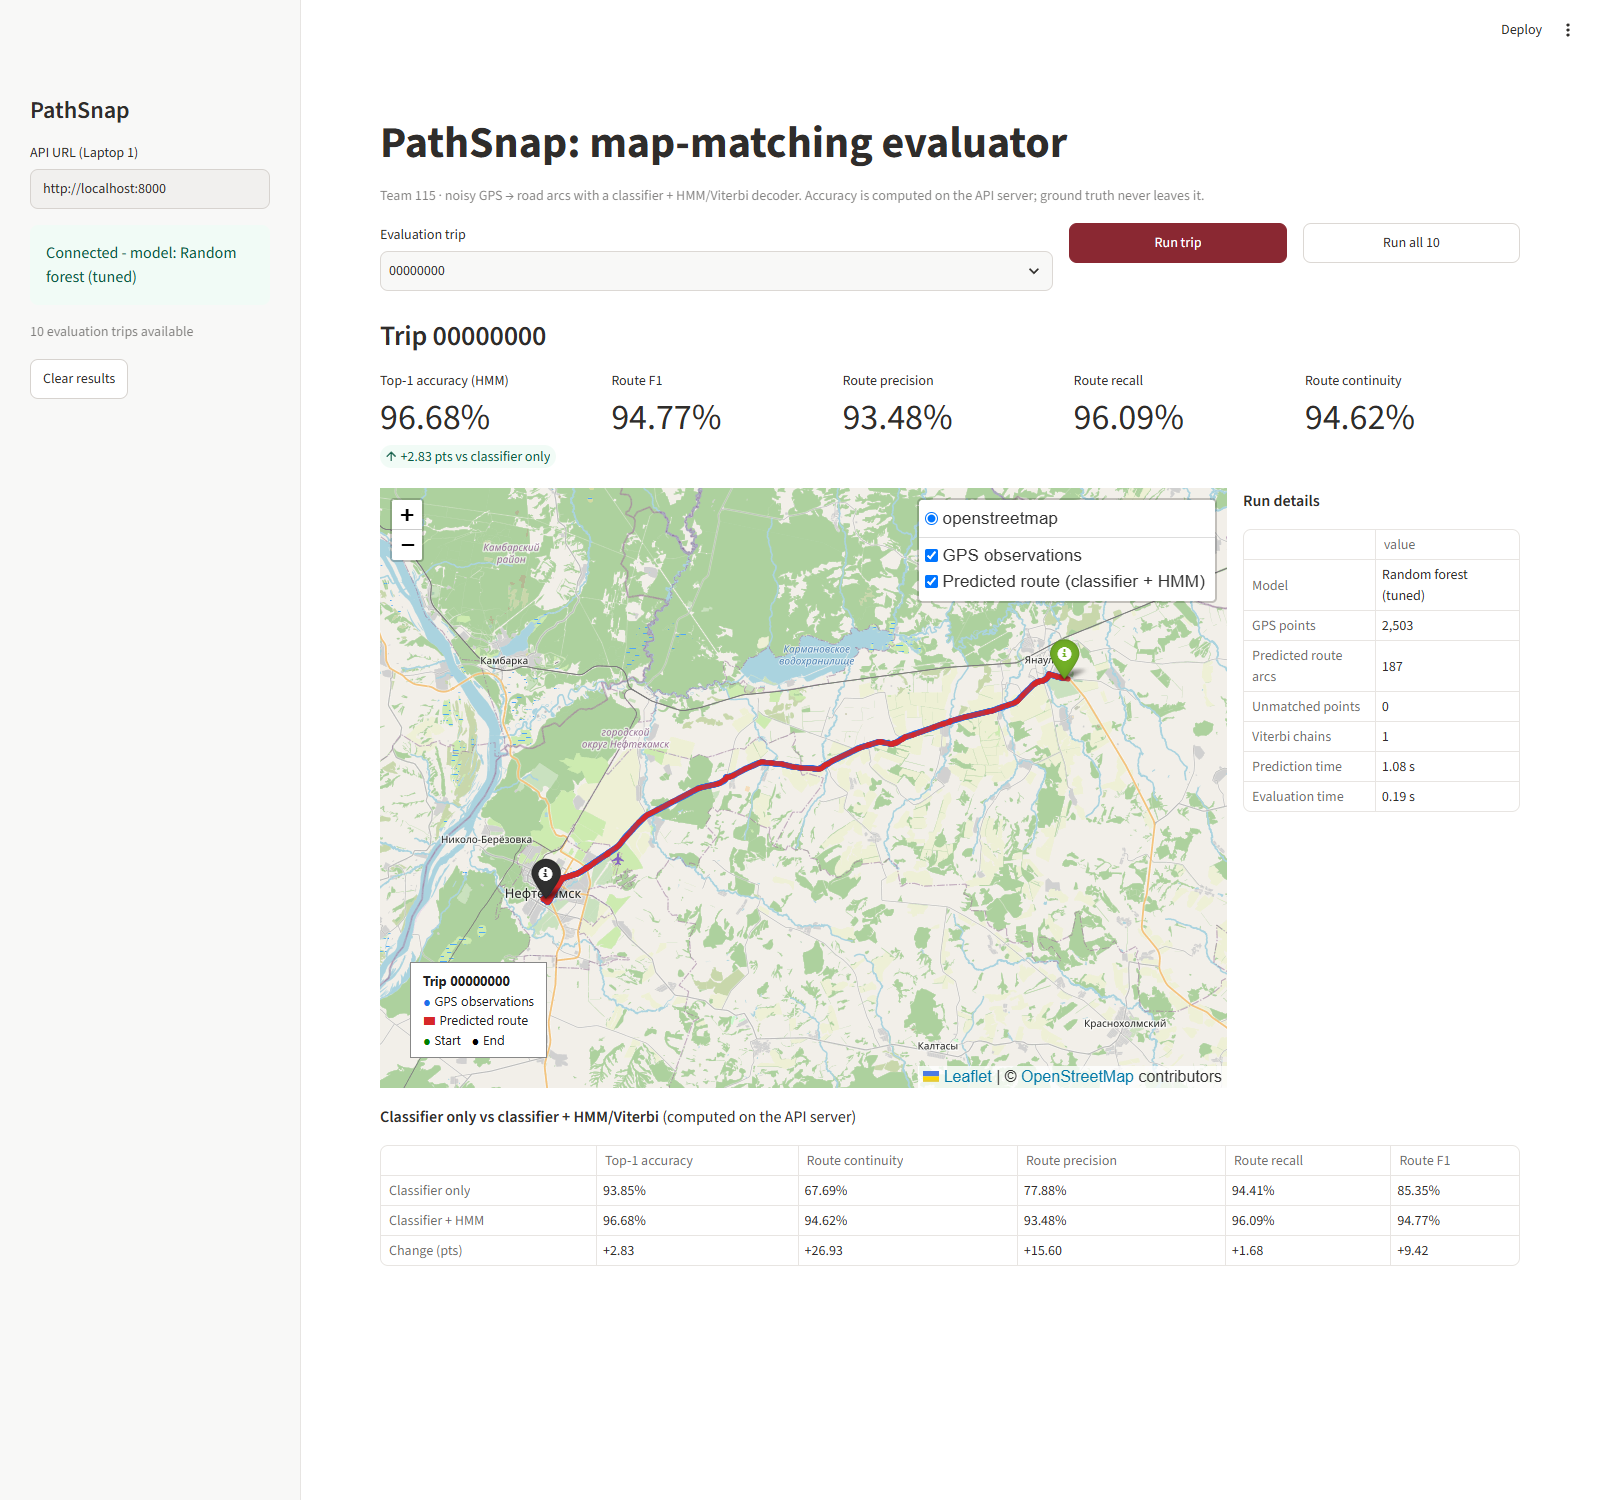 Deploy
PathSnap
API URL (Laptop 1)
http://localhost:8000
Connected - model: Random
forest (tuned)
10 evaluation trips available
Clear results
PathSnap: map-matching evaluator
Team 115 · noisy GPS → road arcs with a classifier + HMM/Viterbi decoder. Accuracy is computed on the API server; ground truth never leaves it.
Evaluation trip
00000000
Run trip
Run all 10
Trip 00000000
Top-1 accuracy (HMM) Route F1 Route precision Route recall Route continuity
96.68% 94.77% 93.48% 96.09% 94.62%
↑ +2.83 pts vs classifier only
+
−
openstreetmap
GPS observations
Predicted route (classifier + HMM)
Камбарский
район
Камбарка
Кармановское
водохранилище
городской
округ Нефтекамск
Николо-Берёзовка
Краснохолмский
Калтасы
Trip 00000000
GPS observations
Predicted route
Start End
Leaflet | © OpenStreetMap contributors
Run details
value
Model Random forest
(tuned)
GPS points 2,503
Predicted route
arcs 187
Unmatched points 0
Viterbi chains 1
Prediction time 1.08 s
Evaluation time 0.19 s
Classifier only vs classifier + HMM/Viterbi (computed on the API server)
Top-1 accuracy Route continuity Route precision Route recall Route F1
Classifier only 93.85% 67.69% 77.88% 94.41% 85.35%
Classifier + HMM 96.68% 94.62% 93.48% 96.09% 94.77%
Change (pts) +2.83 +26.93 +15.60 +1.68 +9.42